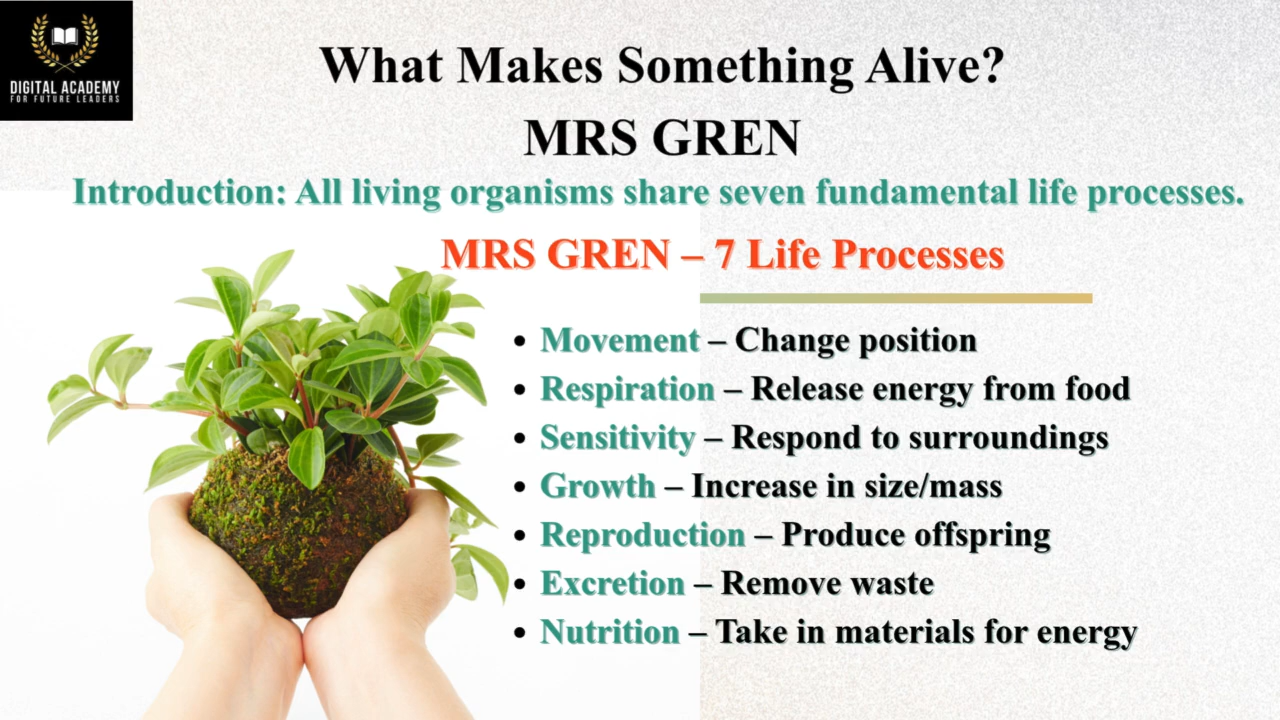 DIGITAL ACADEMY
FOR FUTURE LEADERS
What Makes Something Alive?
MRS GREN
Introduction: All living organisms share seven fundamental life processes.
MRS GREN – 7 Life Processes
• Movement – Change position
• Respiration – Release energy from food
• Sensitivity – Respond to surroundings
• Growth – Increase in size/mass
• Reproduction – Produce offspring
• Excretion – Remove waste
• Nutrition – Take in materials for energy